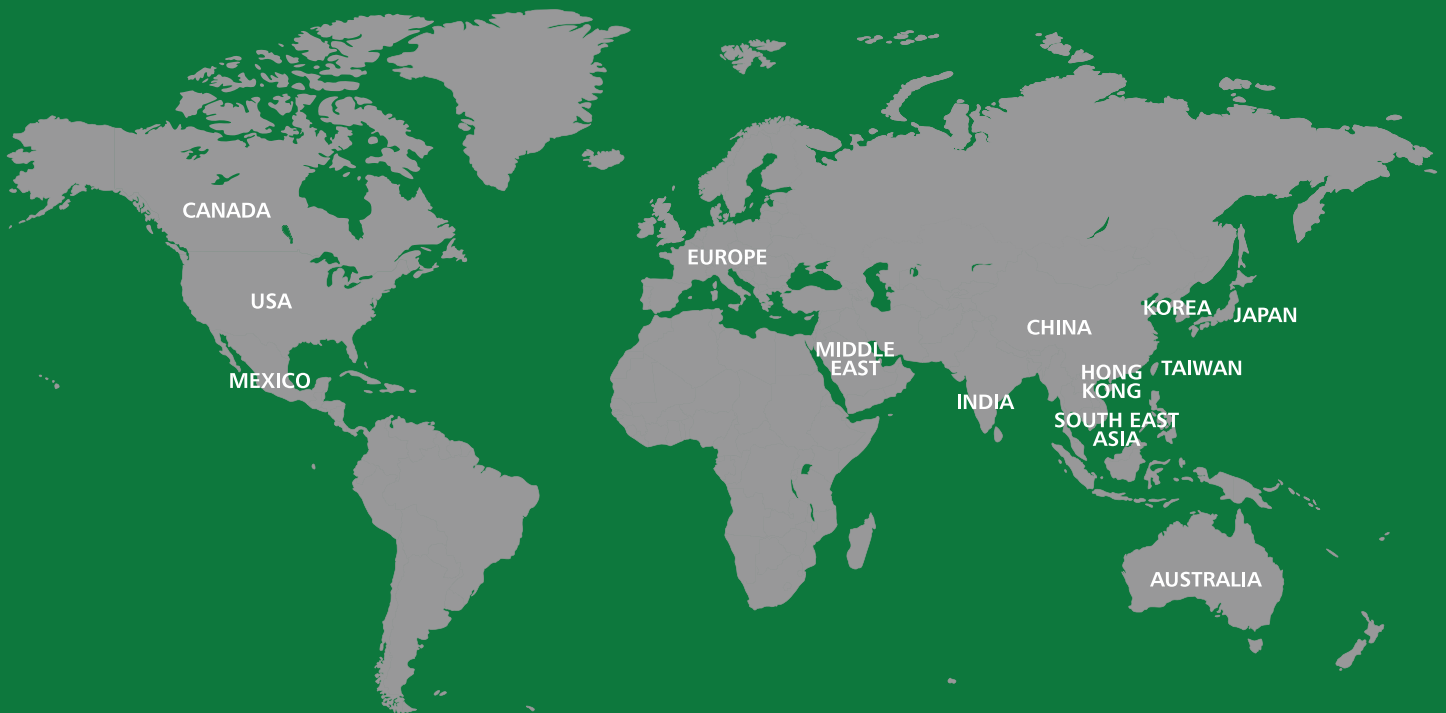 CANADA
USA
MEXICO
EUROPE
MIDDLE
EAST
INDIA
CHINA
KOREA
JAPAN
TAIWAN
HONG
KONG
SOUTH EAST
ASIA
AUSTRALIA